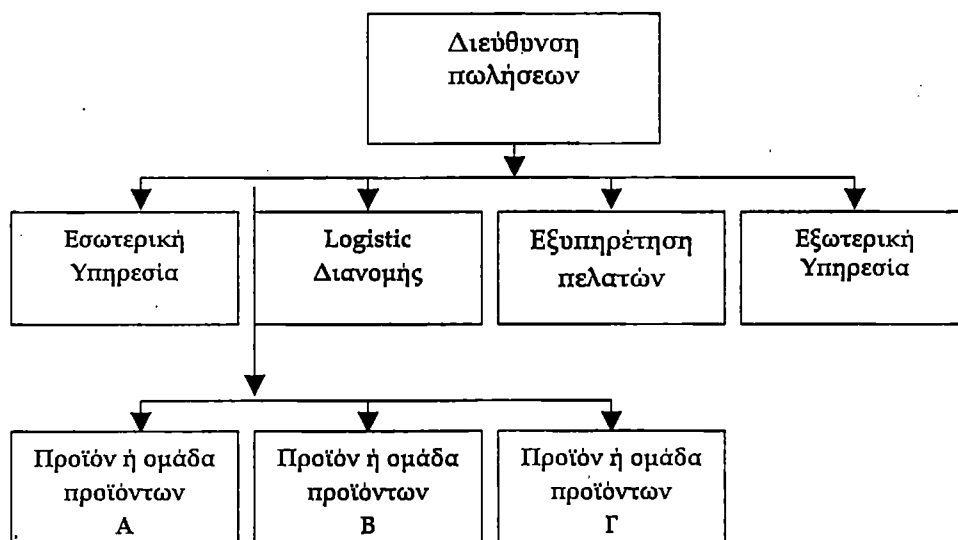 Διεύθυνση
πωλήσεων
Εσωτερική
Υπηρεσία
Logistic
Διανομής
Εξυπηρέτηση
πελατών
Εξωτερική
Υπηρεσία
Προϊόν ή ομάδα
προϊόντων
Α
Προϊόν ή ομάδα
προϊόντων
Β
Προϊόν ή ομάδα
προϊόντων
Γ